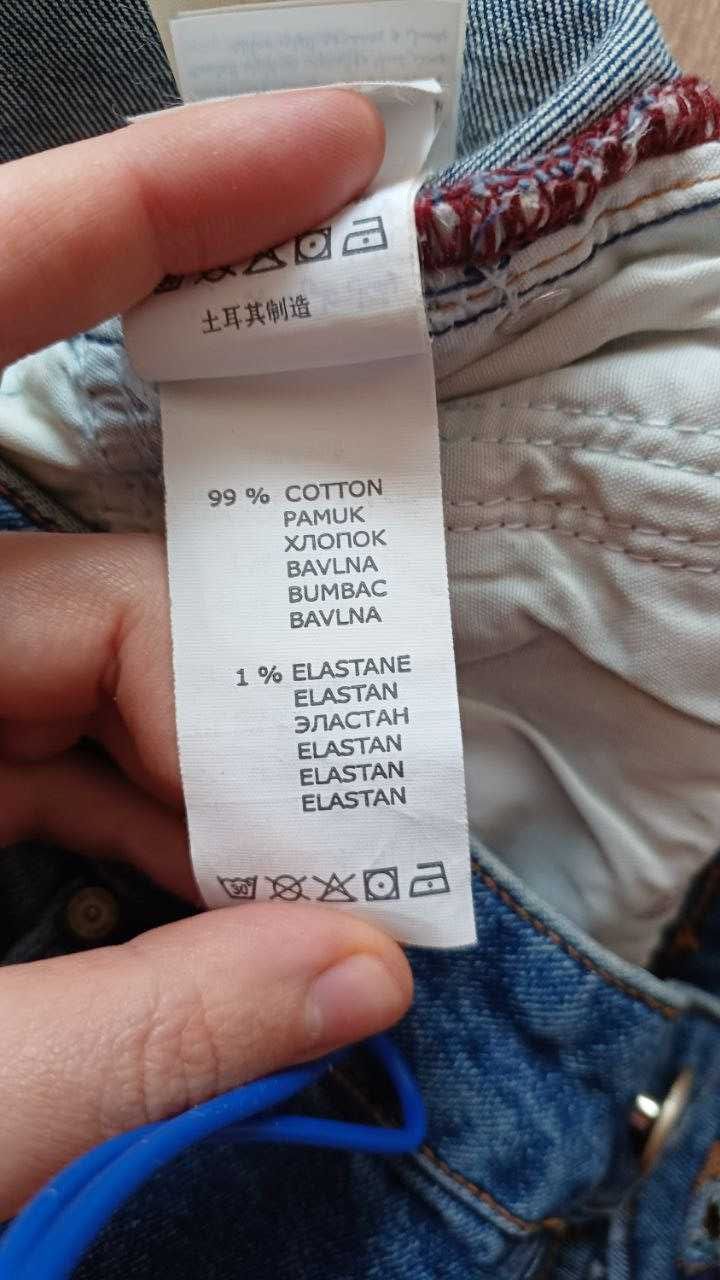 土耳其制造
99 % COTTON
PAMUK
ХЛОПОК
BAVLNA
BUMBAC
BAVLNA
1 % ELASTANE
ELASTAN
ЭЛАСТАН
ELASTAN
ELASTAN
ELASTAN
30°